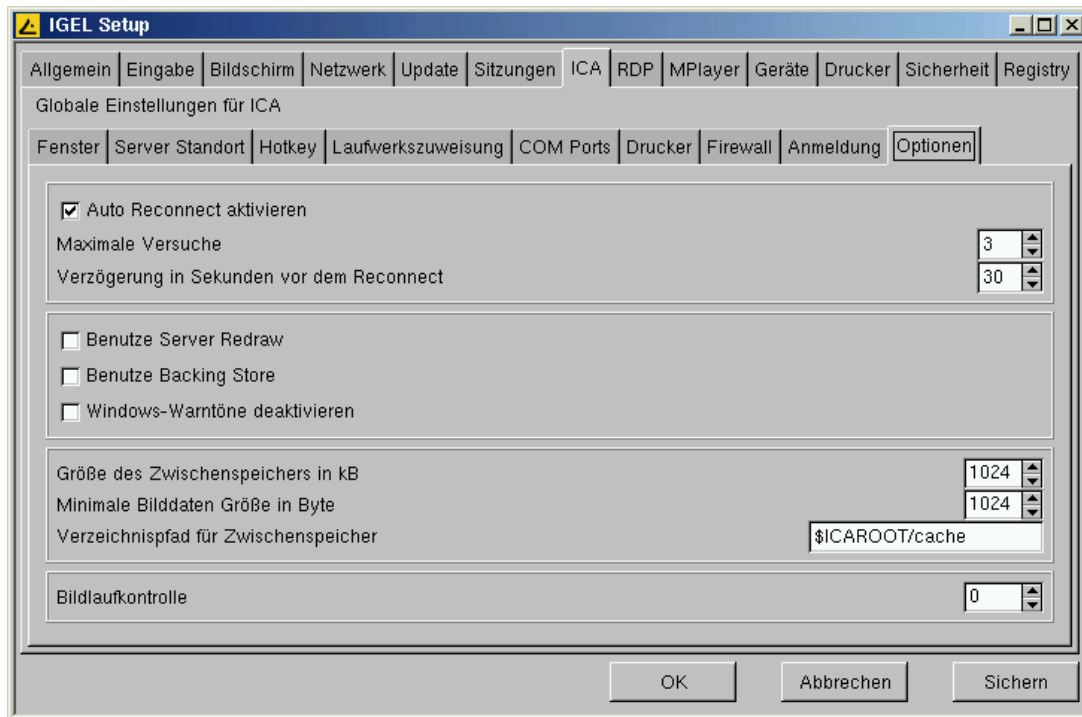 IGEL Setup
Allgemein Eingabe Bildschirm Netzwerk Update Sitzungen ICA RDP MPlayer Geräte Drucker Sicherheit Registry
Globale Einstellungen für ICA
Fenster Server Standort Hotkey Laufwerkszuweisung COM Ports Drucker Firewall Anmeldung Optionen
Auto Reconnect aktivieren
Maximale Versuche 3
Verzögerung in Sekunden vor dem Reconnect 30
Benutze Server Redraw
Benutze Backing Store
Windows-Warntöne deaktivieren
Größe des Zwischenspeichers in kB 1024
Minimale Bilddaten Größe in Byte 1024
Verzeichnispfad für Zwischenspeicher $ICAROOT/cache
Bildlaufkontrolle 0
OK Abbrechen Sichern